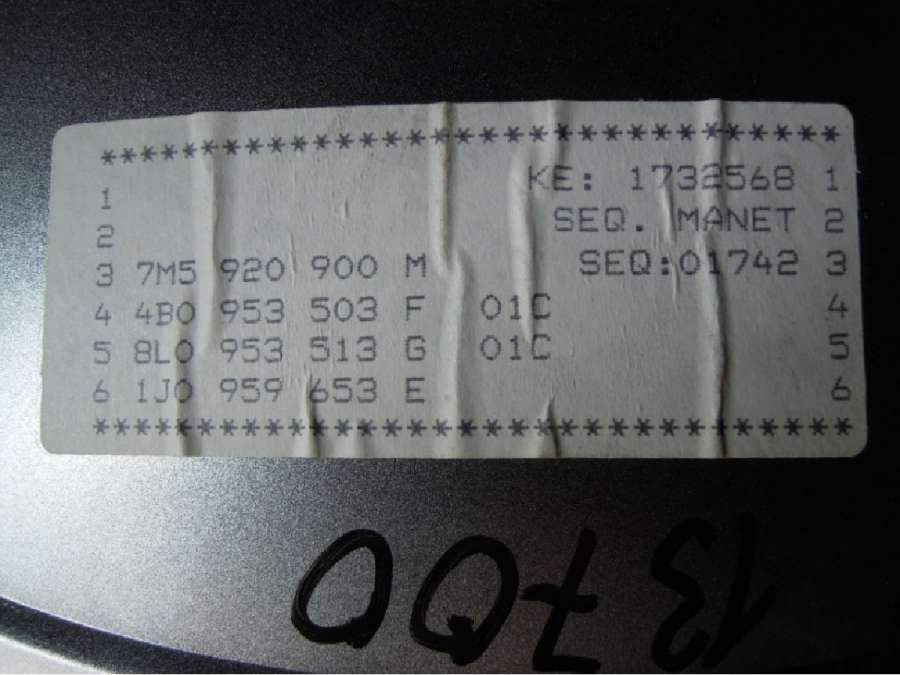 ************************************
1 KE: 1732568 1
2 SEQ. MANET 2
3 7M5 920 900 M SEQ:01742 3
4 4B0 953 503 F 01C 4
5 8L0 953 513 G 01C 5
6 1J0 959 653 E 6
************************************